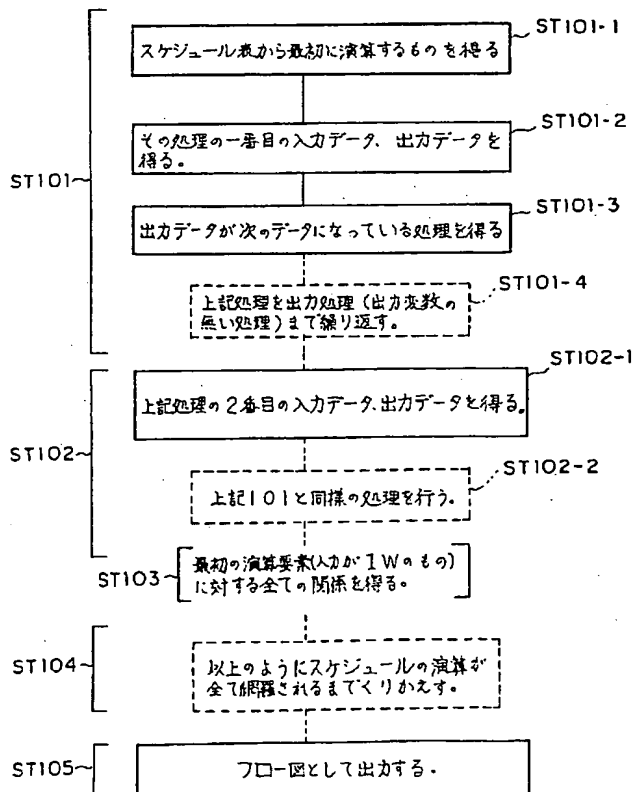 ST101-1
スケジュール表から最初に演算するものを得る
ST101-2
その処理の一番目の入力データ、出力データを
得る。
ST101
ST101-3
出力データが次のデータになっている処理を得る
ST101-4
上記処理を出力処理(出力変数の
無い処理)まで繰り返す。
ST102-1
上記処理の2番目の入力データ、出力データを得る。
ST102
ST102-2
上記101と同様の処理を行う。
ST103
最初の演算要素(入力がIWのもの)
に対する全ての関係を得る。
ST104
以上のようにスケジュールの演算が
全て網羅されるまでくりかえす。
ST105
フロー図として出力する.